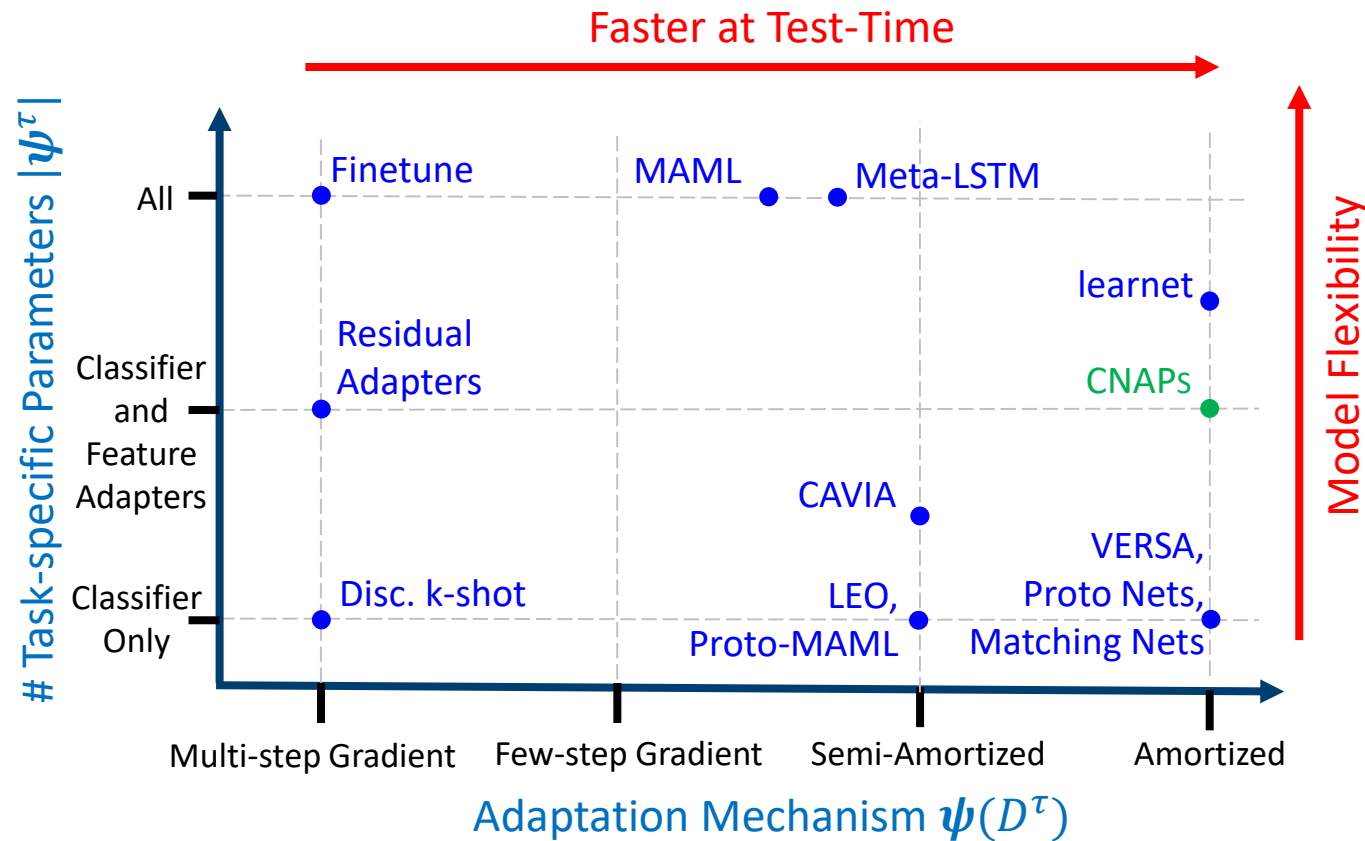 Faster at Test-Time
# Task-specific Parameters |𝝍^τ|
Model Flexibility
All
Finetune
MAML
Meta-LSTM
learnet
Classifier
and
Feature
Adapters
Residual
Adapters
CNAPs
CAVIA
Classifier
Only
Disc. k-shot
LEO,
Proto-MAML
VERSA,
Proto Nets,
Matching Nets
Multi-step Gradient
Few-step Gradient
Semi-Amortized
Amortized
Adaptation Mechanism 𝝍(D^τ)